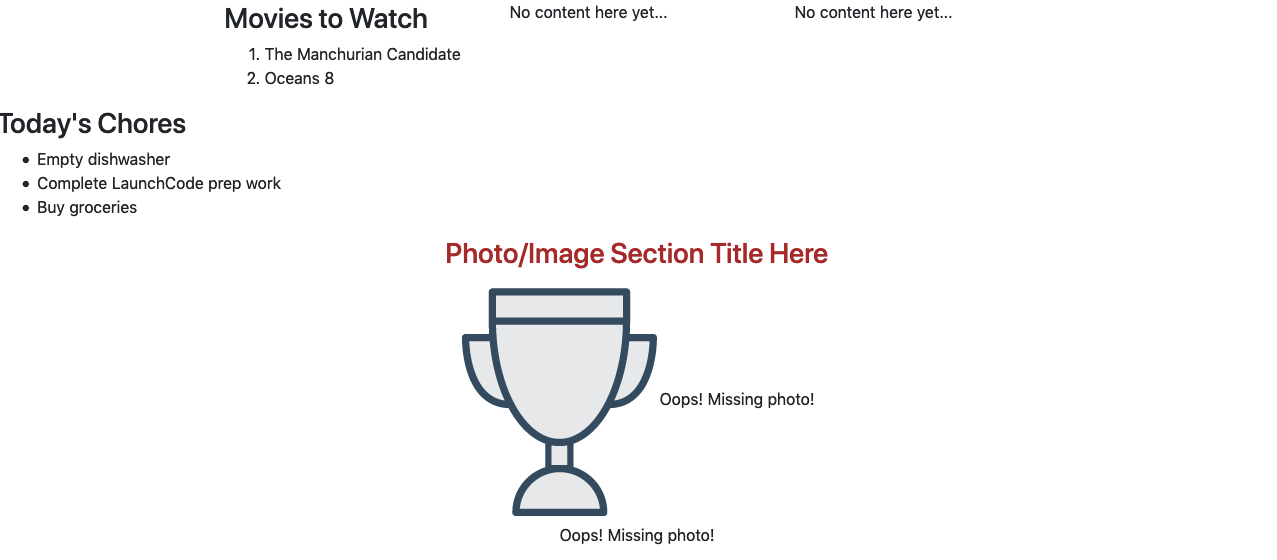 Movies to Watch
1. The Manchurian Candidate
2. Oceans 8
No content here yet...
No content here yet...
Today's Chores
• Empty dishwasher
• Complete LaunchCode prep work
• Buy groceries
Photo/Image Section Title Here
Oops! Missing photo!
Oops! Missing photo!